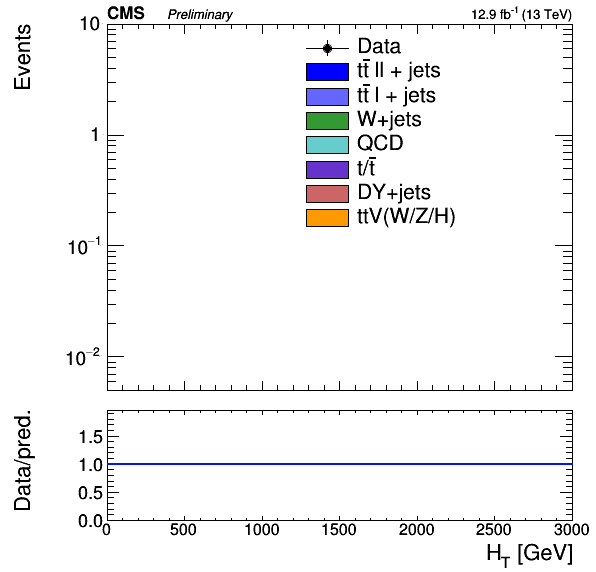 CMS Preliminary 12.9 fb⁻¹ (13 TeV)
Events
10
1
10⁻¹
10⁻²
Data
tt̄ ll + jets
tt̄ l + jets
W+jets
QCD
t/t̄
DY+jets
ttV(W/Z/H)
Data/pred.
1.5
1.0
0.5
0.0
0 500 1000 1500 2000 2500 3000
H_T [GeV]